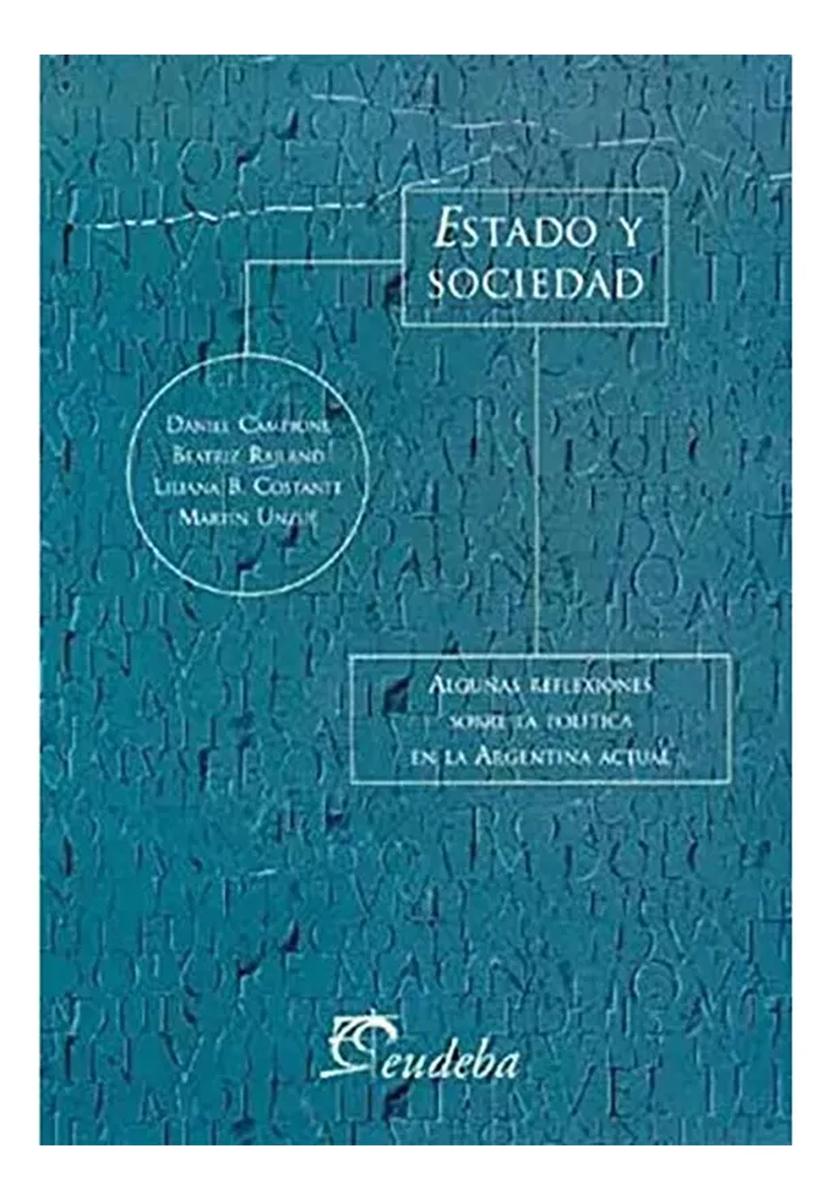 ESTADO Y
SOCIEDAD
DANIEL CAMPIONE
BEATRIZ RAJLAND
LILIANA B. COSTANTE
MARTÍN UNZUÉ
ALGUNAS REFLEXIONES
SOBRE LA POLÍTICA
EN LA ARGENTINA ACTUAL
eudeba